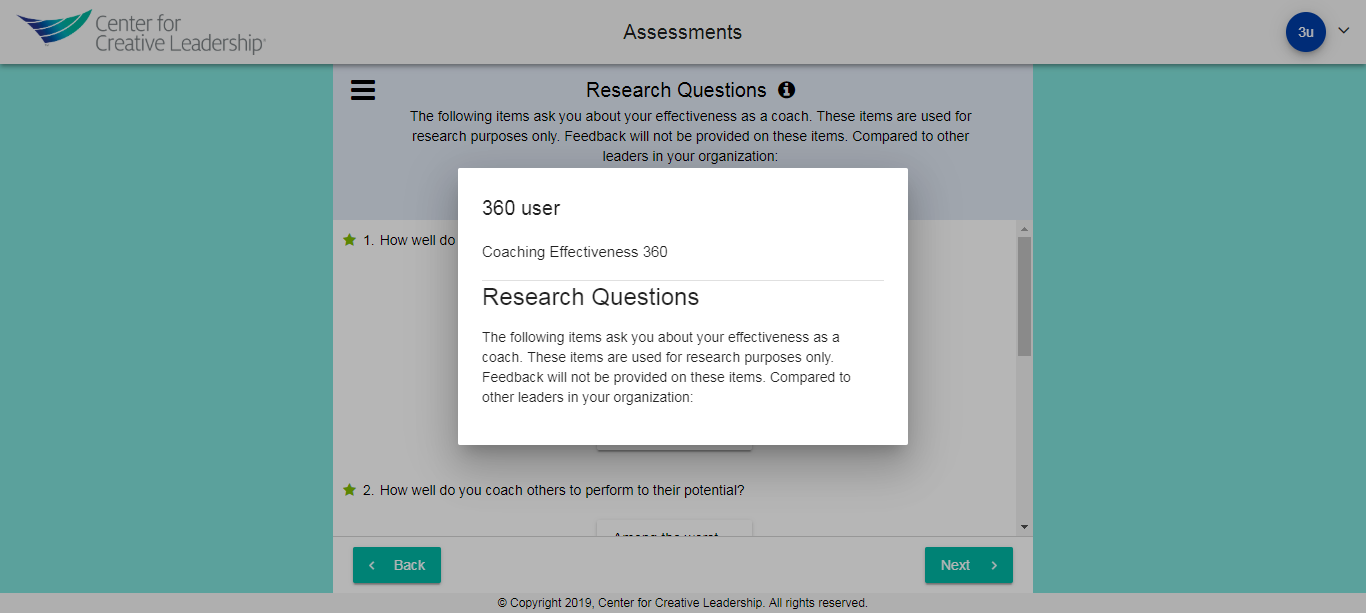 Center for
Creative Leadership®
Assessments
3u
Research Questions
The following items ask you about your effectiveness as a coach. These items are used for
research purposes only. Feedback will not be provided on these items. Compared to other
leaders in your organization:
360 user
Coaching Effectiveness 360
Research Questions
The following items ask you about your effectiveness as a
coach. These items are used for research purposes only.
Feedback will not be provided on these items. Compared to
other leaders in your organization:
1. How well do
2. How well do you coach others to perform to their potential?
Among the worst
Back
Next
© Copyright 2019, Center for Creative Leadership. All rights reserved.